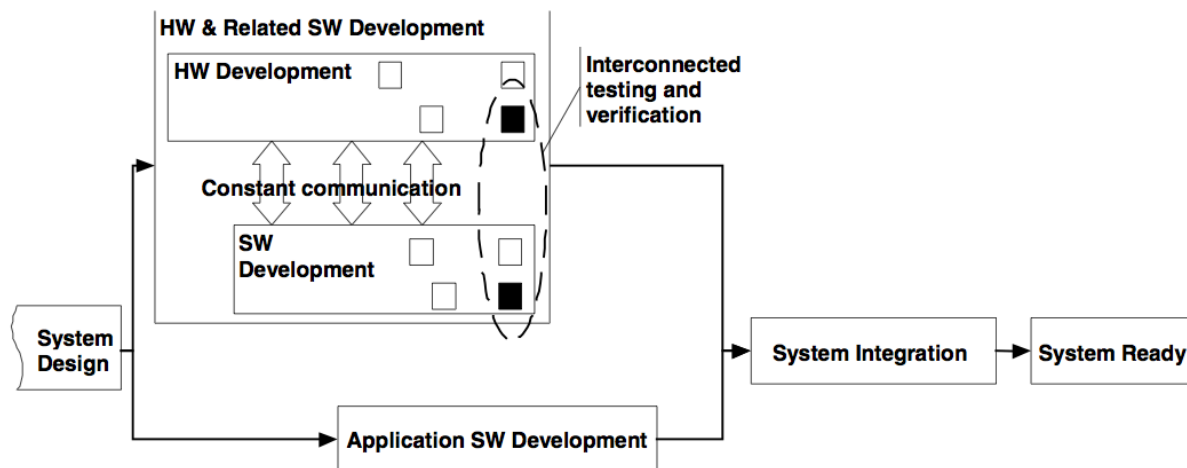 HW & Related SW Development
HW Development
Interconnected
testing and
verification
Constant communication
SW
Development
System
Design
System Integration
System Ready
Application SW Development